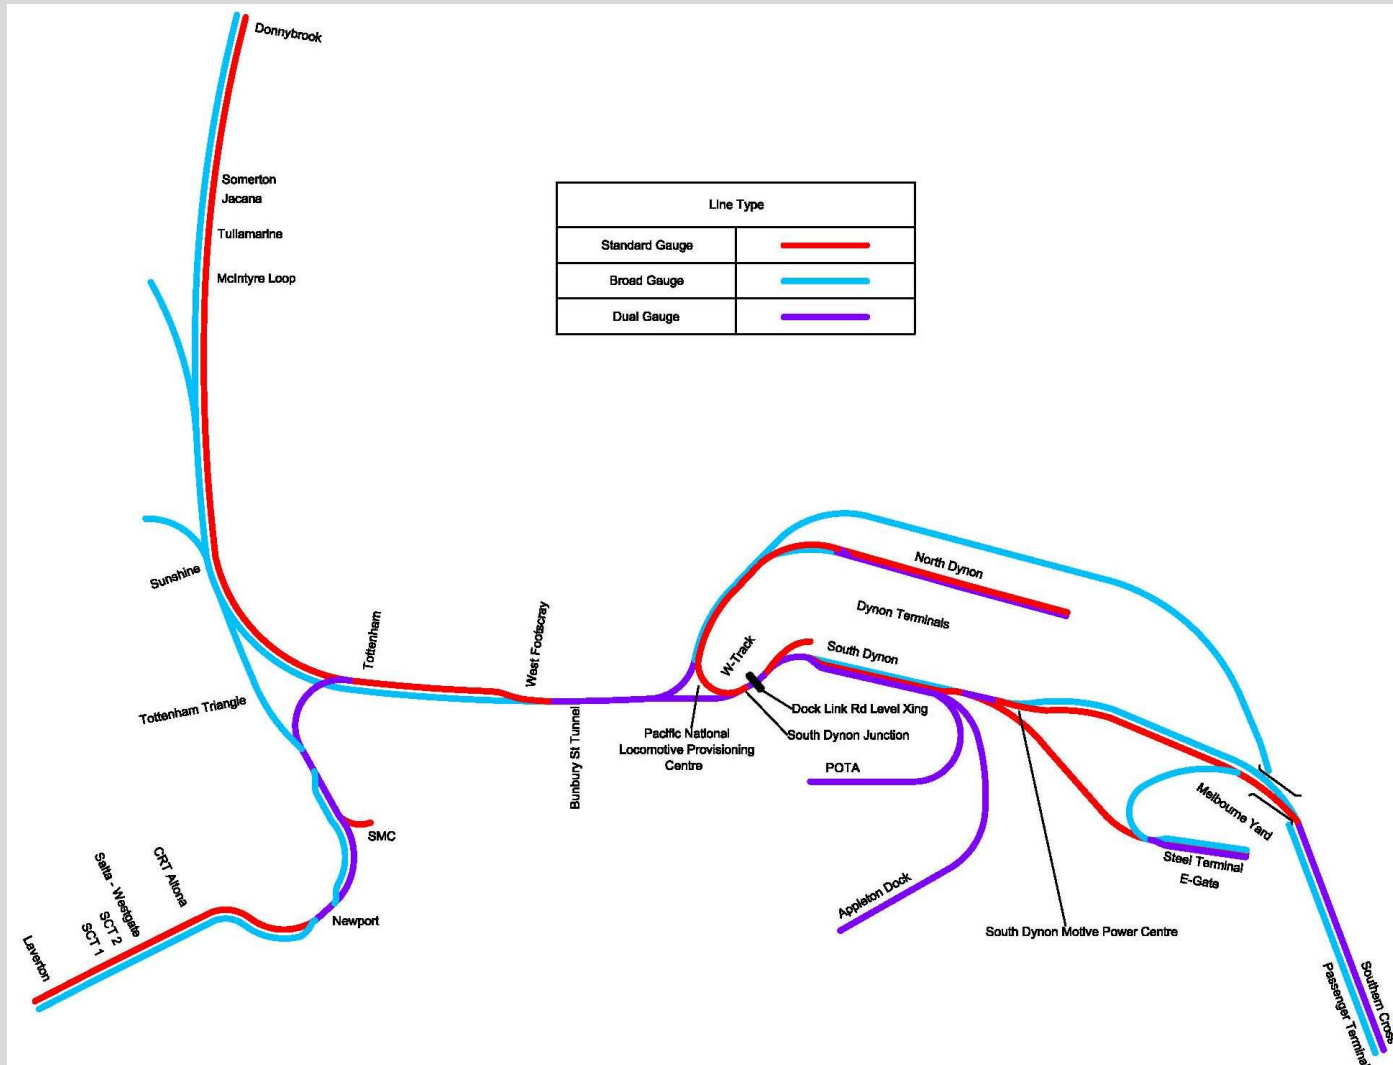 Donnybrook
Somerton
Jacana
Tullamarine
McIntyre Loop
Line Type
Standard Gauge
Broad Gauge
Dual Gauge
Sunshine
Tottenham
West Footscray
Tottenham Triangle
Bunbury St Tunnel
W-Track
North Dynon
Dynon Terminals
South Dynon
Dock Link Rd Level Xing
South Dynon Junction
Pacific National
Locomotive Provisioning
Centre
POTA
Appleton Dock
South Dynon Motive Power Centre
Melbourne Yard
Steel Terminal
E-Gate
SMC
Newport
CRT Altona
Salta - Westgate
SCT 2
SCT 1
Laverton
Southern Cross
Passenger Terminal